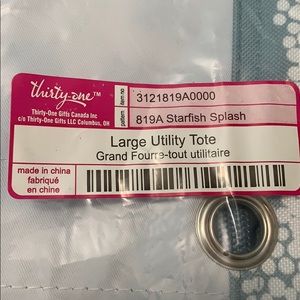 thirty-one™
Thirty-One Gifts Canada Inc
c/o Thirty-One Gifts LLC Columbus, OH
item no 3121819A0000
pattern 819A Starfish Splash
Large Utility Tote
Grand Fourre-tout utilitaire
made in china
fabriqué
en chine